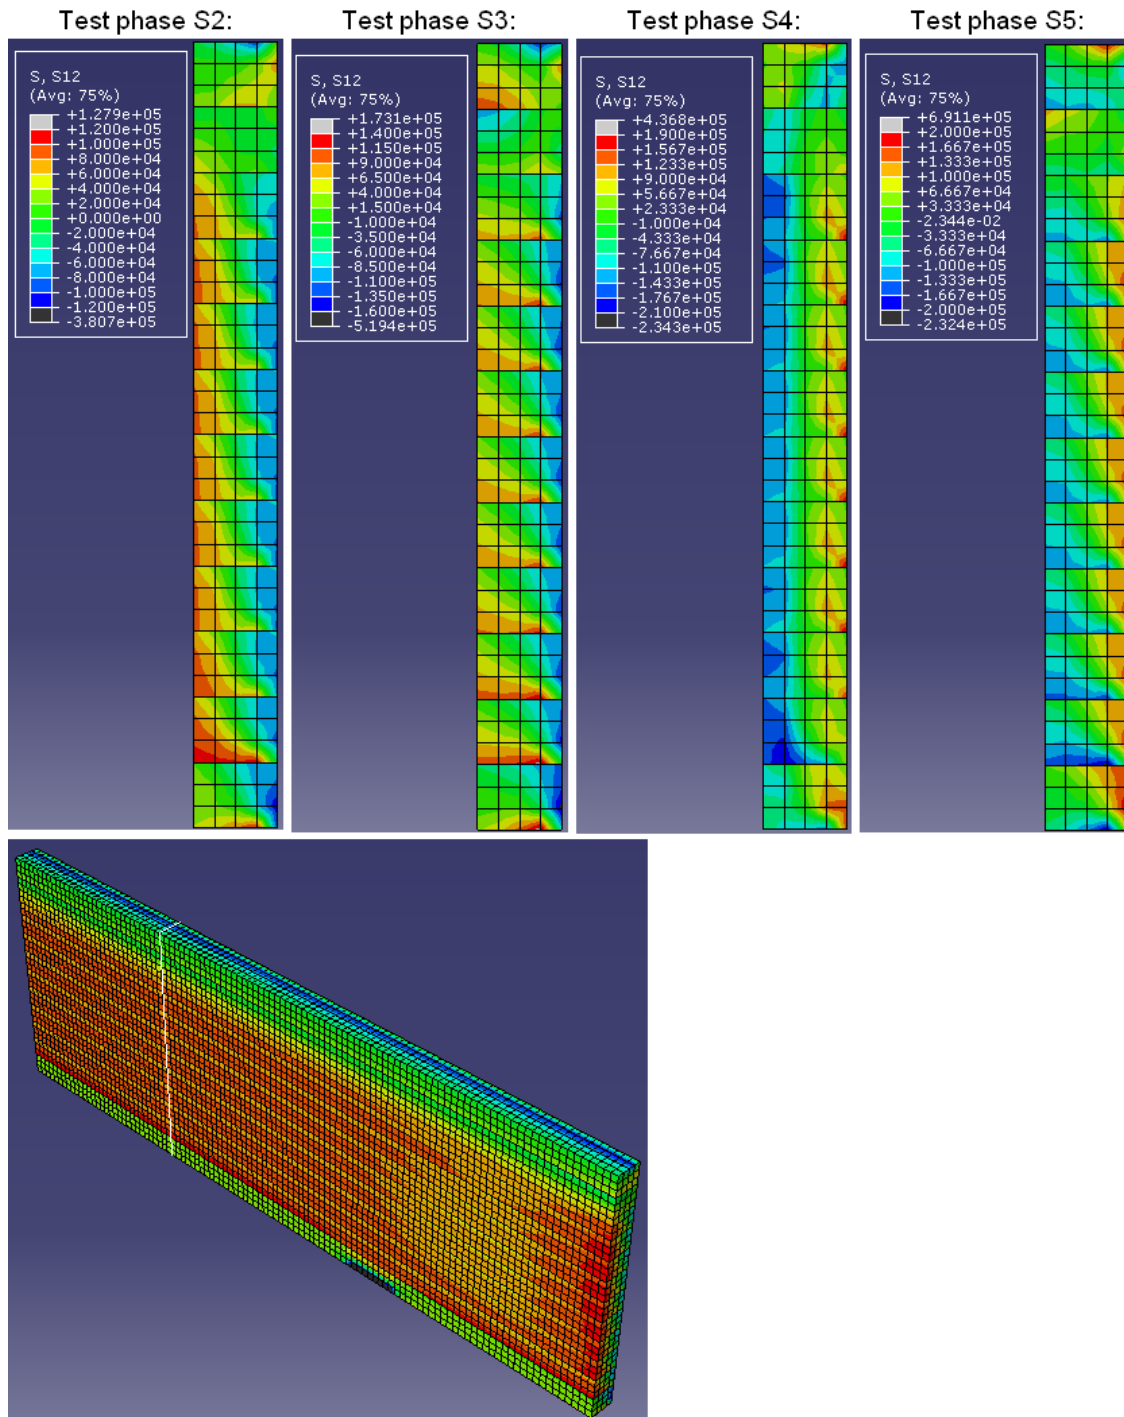 Test phase S2:
Test phase S3:
Test phase S4:
Test phase S5:
S, S12
(Avg: 75%)
+1.279e+05
+1.200e+05
+1.000e+05
+8.000e+04
+6.000e+04
+4.000e+04
+2.000e+04
+0.000e+00
-2.000e+04
-4.000e+04
-6.000e+04
-8.000e+04
-1.000e+05
-1.200e+05
-3.807e+05
S, S12
(Avg: 75%)
+1.731e+05
+1.400e+05
+1.150e+05
+9.000e+04
+6.500e+04
+4.000e+04
+1.500e+04
-1.000e+04
-3.500e+04
-6.000e+04
-8.500e+04
-1.100e+05
-1.350e+05
-1.600e+05
-5.194e+05
S, S12
(Avg: 75%)
+4.368e+05
+1.900e+05
+1.567e+05
+1.233e+05
+9.000e+04
+5.667e+04
+2.333e+04
-1.000e+04
-4.333e+04
-7.667e+04
-1.100e+05
-1.433e+05
-1.767e+05
-2.100e+05
-2.343e+05
S, S12
(Avg: 75%)
+6.911e+05
+2.000e+05
+1.667e+05
+1.333e+05
+1.000e+05
+6.667e+04
+3.333e+04
-2.344e-02
-3.333e+04
-6.667e+04
-1.000e+05
-1.333e+05
-1.667e+05
-2.000e+05
-2.324e+05